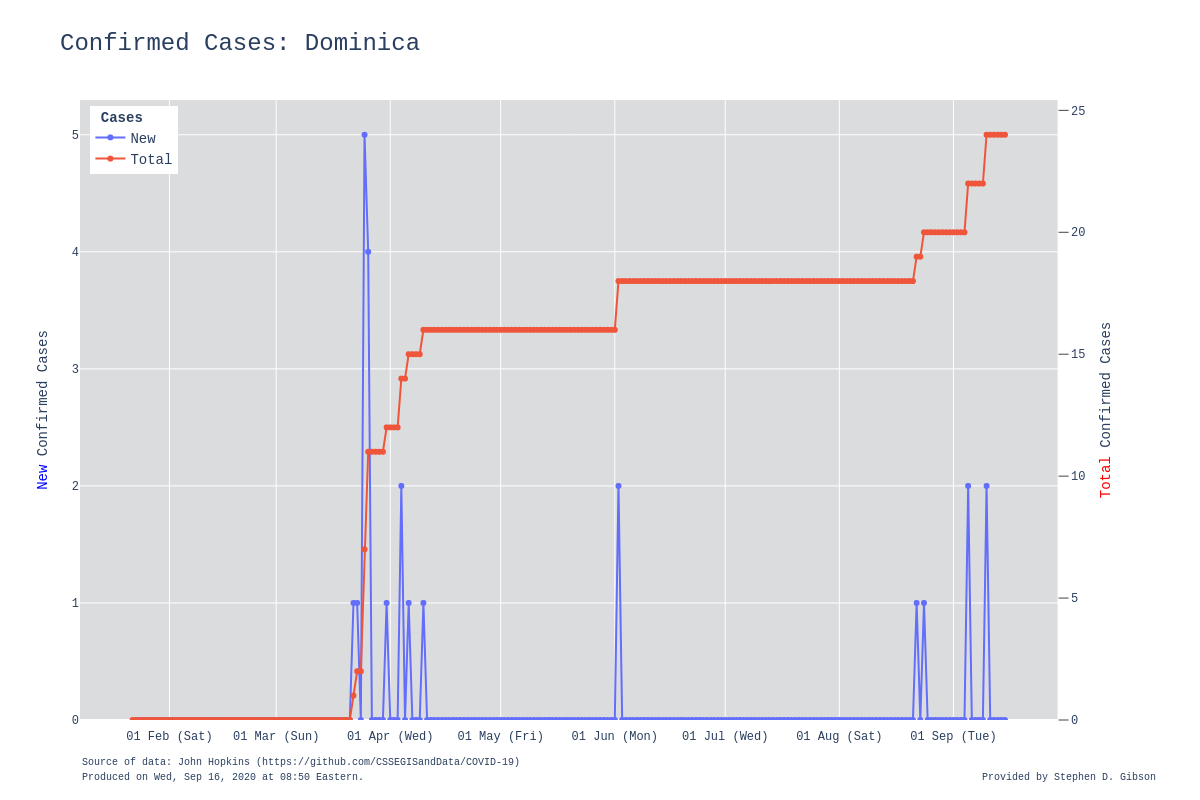 Confirmed Cases: Dominica
Cases
New
Total
5
4
3
2
1
0
New Confirmed Cases
25
20
15
10
5
0
Total Confirmed Cases
01 Feb (Sat) 01 Mar (Sun) 01 Apr (Wed) 01 May (Fri) 01 Jun (Mon) 01 Jul (Wed) 01 Aug (Sat) 01 Sep (Tue)
Source of data: John Hopkins (https://github.com/CSSEGISandData/COVID-19)
Produced on Wed, Sep 16, 2020 at 08:50 Eastern.
Provided by Stephen D. Gibson